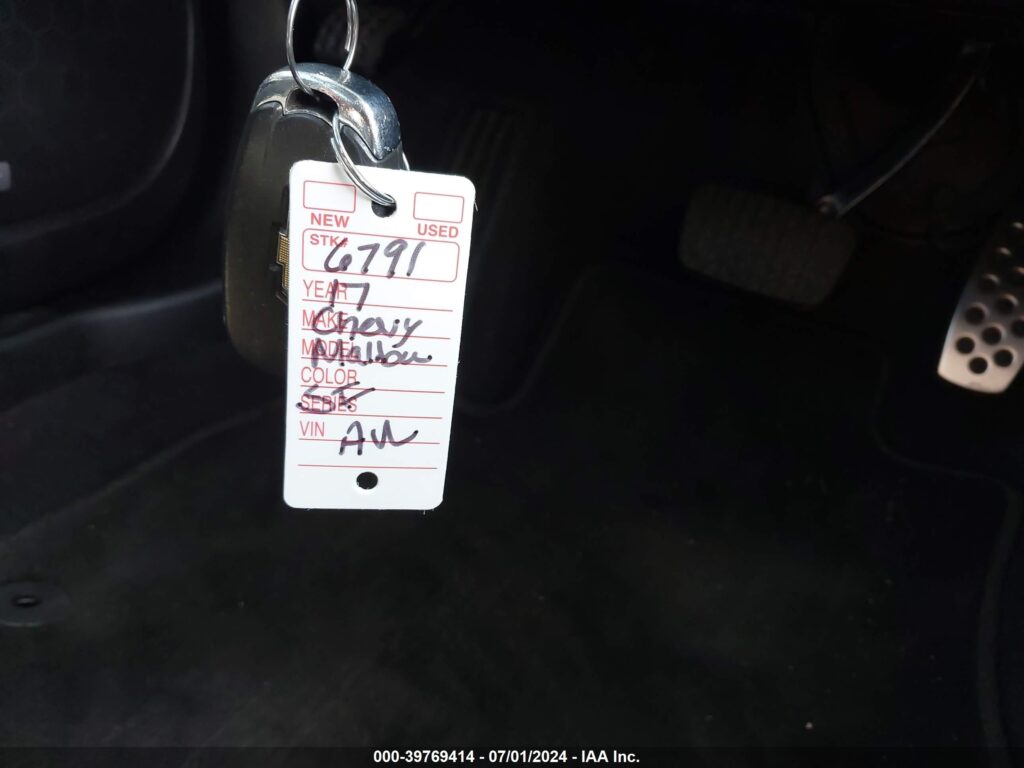 NEW USED
STK# 6791
YEAR 17
MAKE Chevy
MODEL Malibu
COLOR
SERIES
VIN
000-39769414 - 07/01/2024 - IAA Inc.